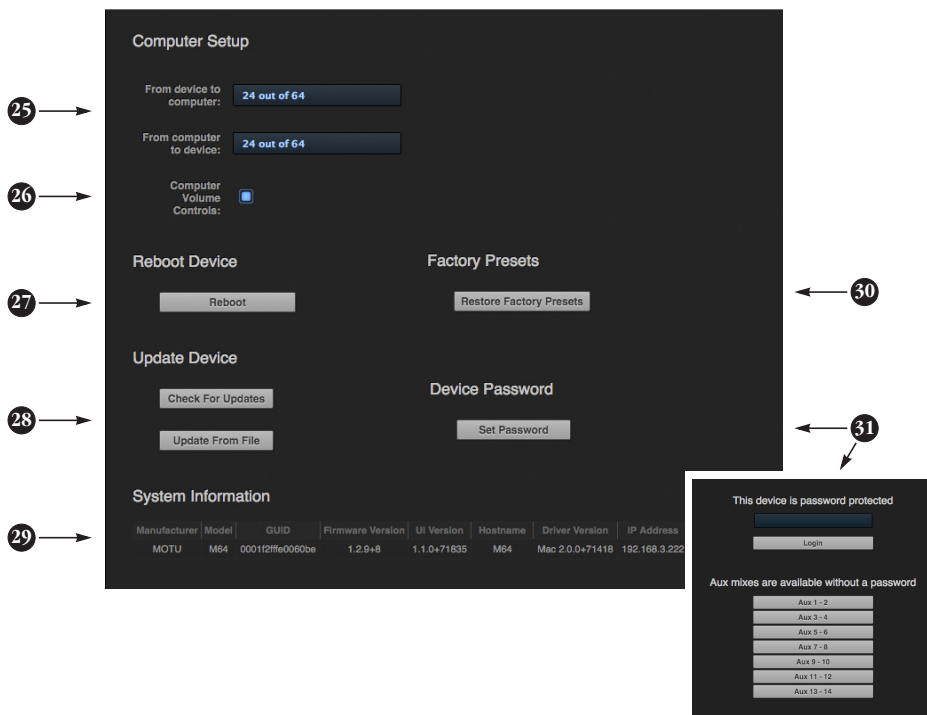 Computer Setup
25
From device to
computer:
24 out of 64
From computer
to device:
24 out of 64
26
Computer
Volume
Controls:
Reboot Device
Factory Presets
27
Reboot
Restore Factory Presets
30
Update Device
Device Password
28
Check For Updates
Update From File
Set Password
31
System Information
29
Manufacturer Model GUID Firmware Version UI Version Hostname Driver Version IP Address
MOTU M64 0001f2fffe0060be 1.2.9+8 1.1.0+71835 M64 Mac 2.0.0+71418 192.168.3.222
This device is password protected
Login
Aux mixes are available without a password
Aux 1 - 2
Aux 3 - 4
Aux 5 - 6
Aux 7 - 8
Aux 9 - 10
Aux 11 - 12
Aux 13 - 14